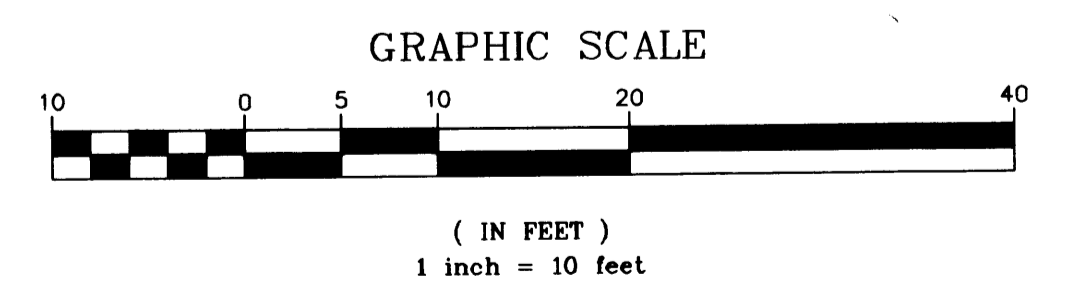 GRAPHIC SCALE
10 0 5 10 20 40
( IN FEET )
1 inch = 10 feet